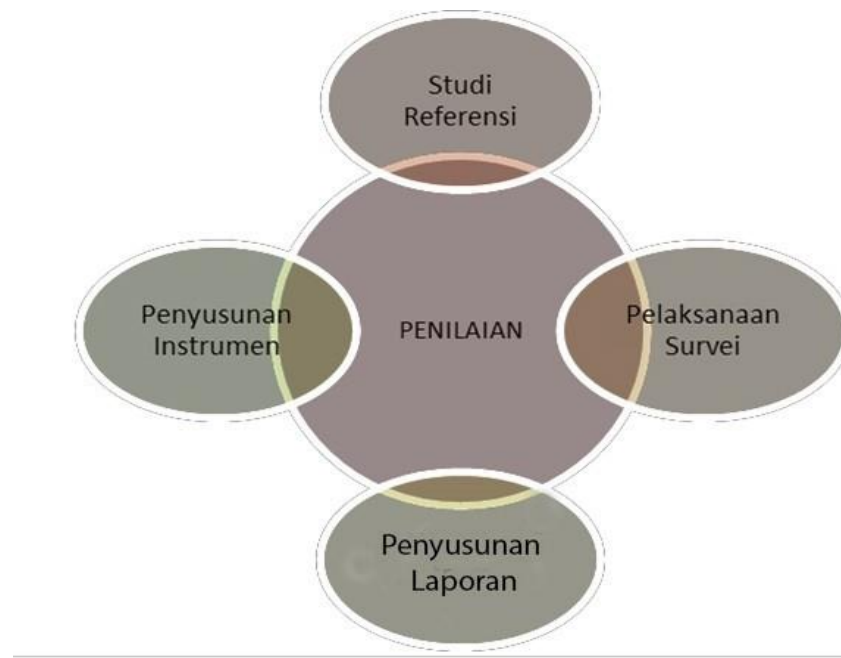 Studi
Referensi
Penyusunan
Instrumen
PENILAIAN
Pelaksanaan
Survei
Penyusunan
Laporan